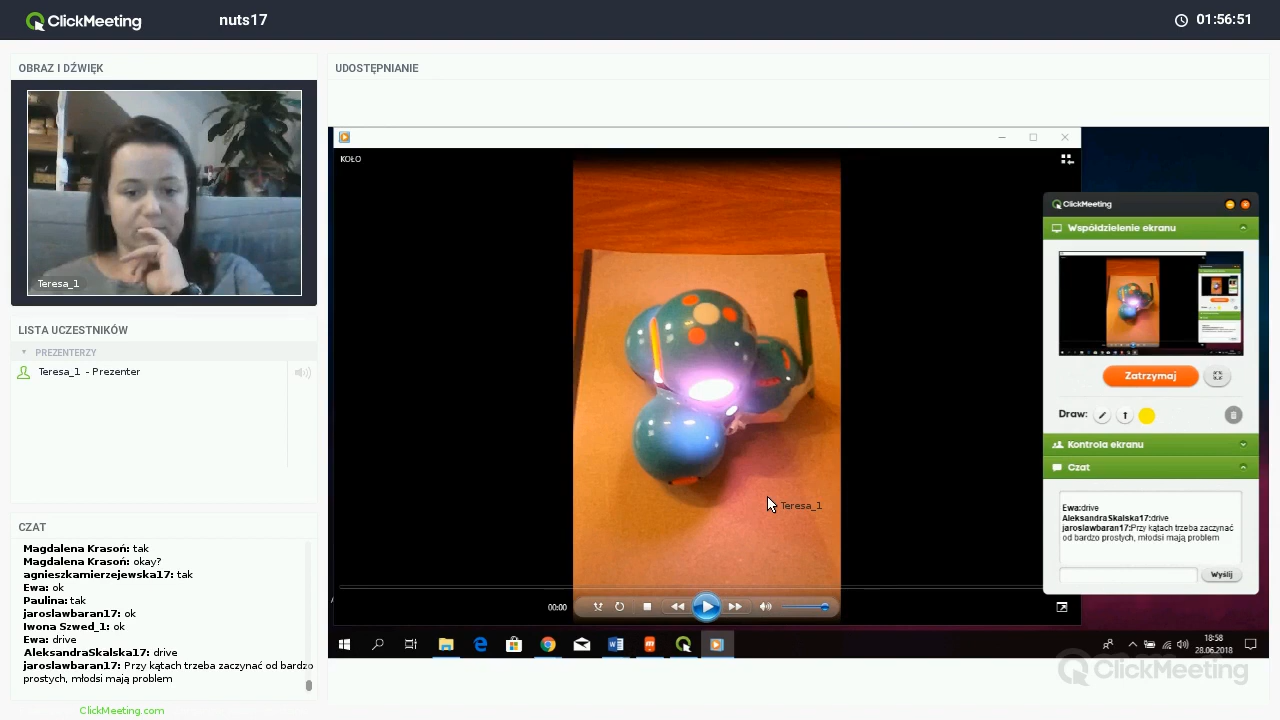 ClickMeeting
nuts17
01:56:51
OBRAZ I DŹWIĘK
UDOSTĘPNIANIE
Teresa_1
LISTA UCZESTNIKÓW
PREZENTERZY
Teresa_1 - Prezenter
CZAT
Magdalena Krasoń: tak
Magdalena Krasoń: okay?
agnieszkamierzejewska17: tak
Ewa: ok
Paulina: tak
jaroslawbaran17: ok
Iwona Szwed_1: ok
Ewa: drive
AleksandraSkalska17: drive
jaroslawbaran17: Przy kątach trzeba zaczynać od bardzo
prostych, młodsi mają problem
ClickMeeting.com
KOŁO
Teresa_1
00:00
ClickMeeting
Współdzielenie ekranu
Zatrzymaj
Draw:
Kontrola ekranu
Czat
Ewa:drive
AleksandraSkalska17:drive
jaroslawbaran17:Przy kątach trzeba zaczynać
od bardzo prostych, młodsi mają problem
Wyślij
18:58
28.06.2018
ClickMeeting